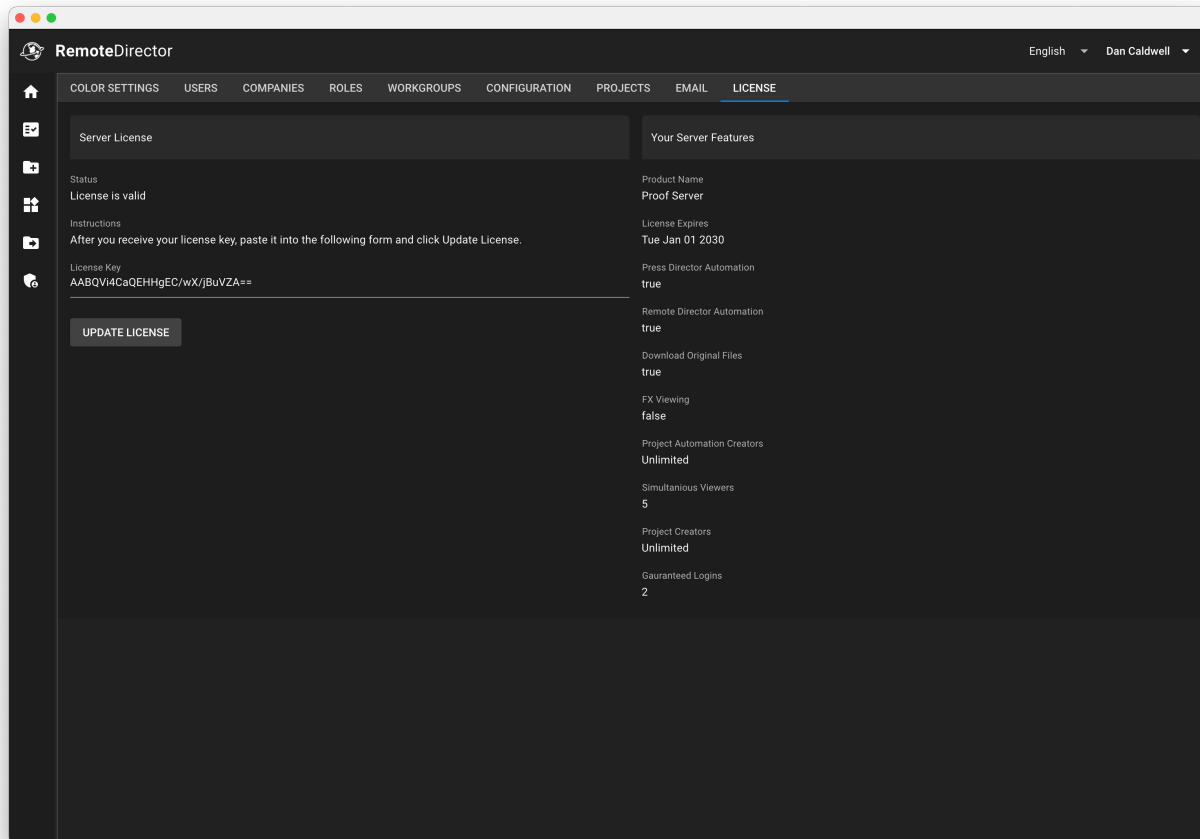 RemoteDirector
English
Dan Caldwell
COLOR SETTINGS USERS COMPANIES ROLES WORKGROUPS CONFIGURATION PROJECTS EMAIL LICENSE
Server License
Status
License is valid
Instructions
After you receive your license key, paste it into the following form and click Update License.
License Key
AABQVi4CaQEHHgEC/wX/jBuVZA==
UPDATE LICENSE
Your Server Features
Product Name
Proof Server
License Expires
Tue Jan 01 2030
Press Director Automation
true
Remote Director Automation
true
Download Original Files
true
FX Viewing
false
Project Automation Creators
Unlimited
Simultanious Viewers
5
Project Creators
Unlimited
Gauranteed Logins
2